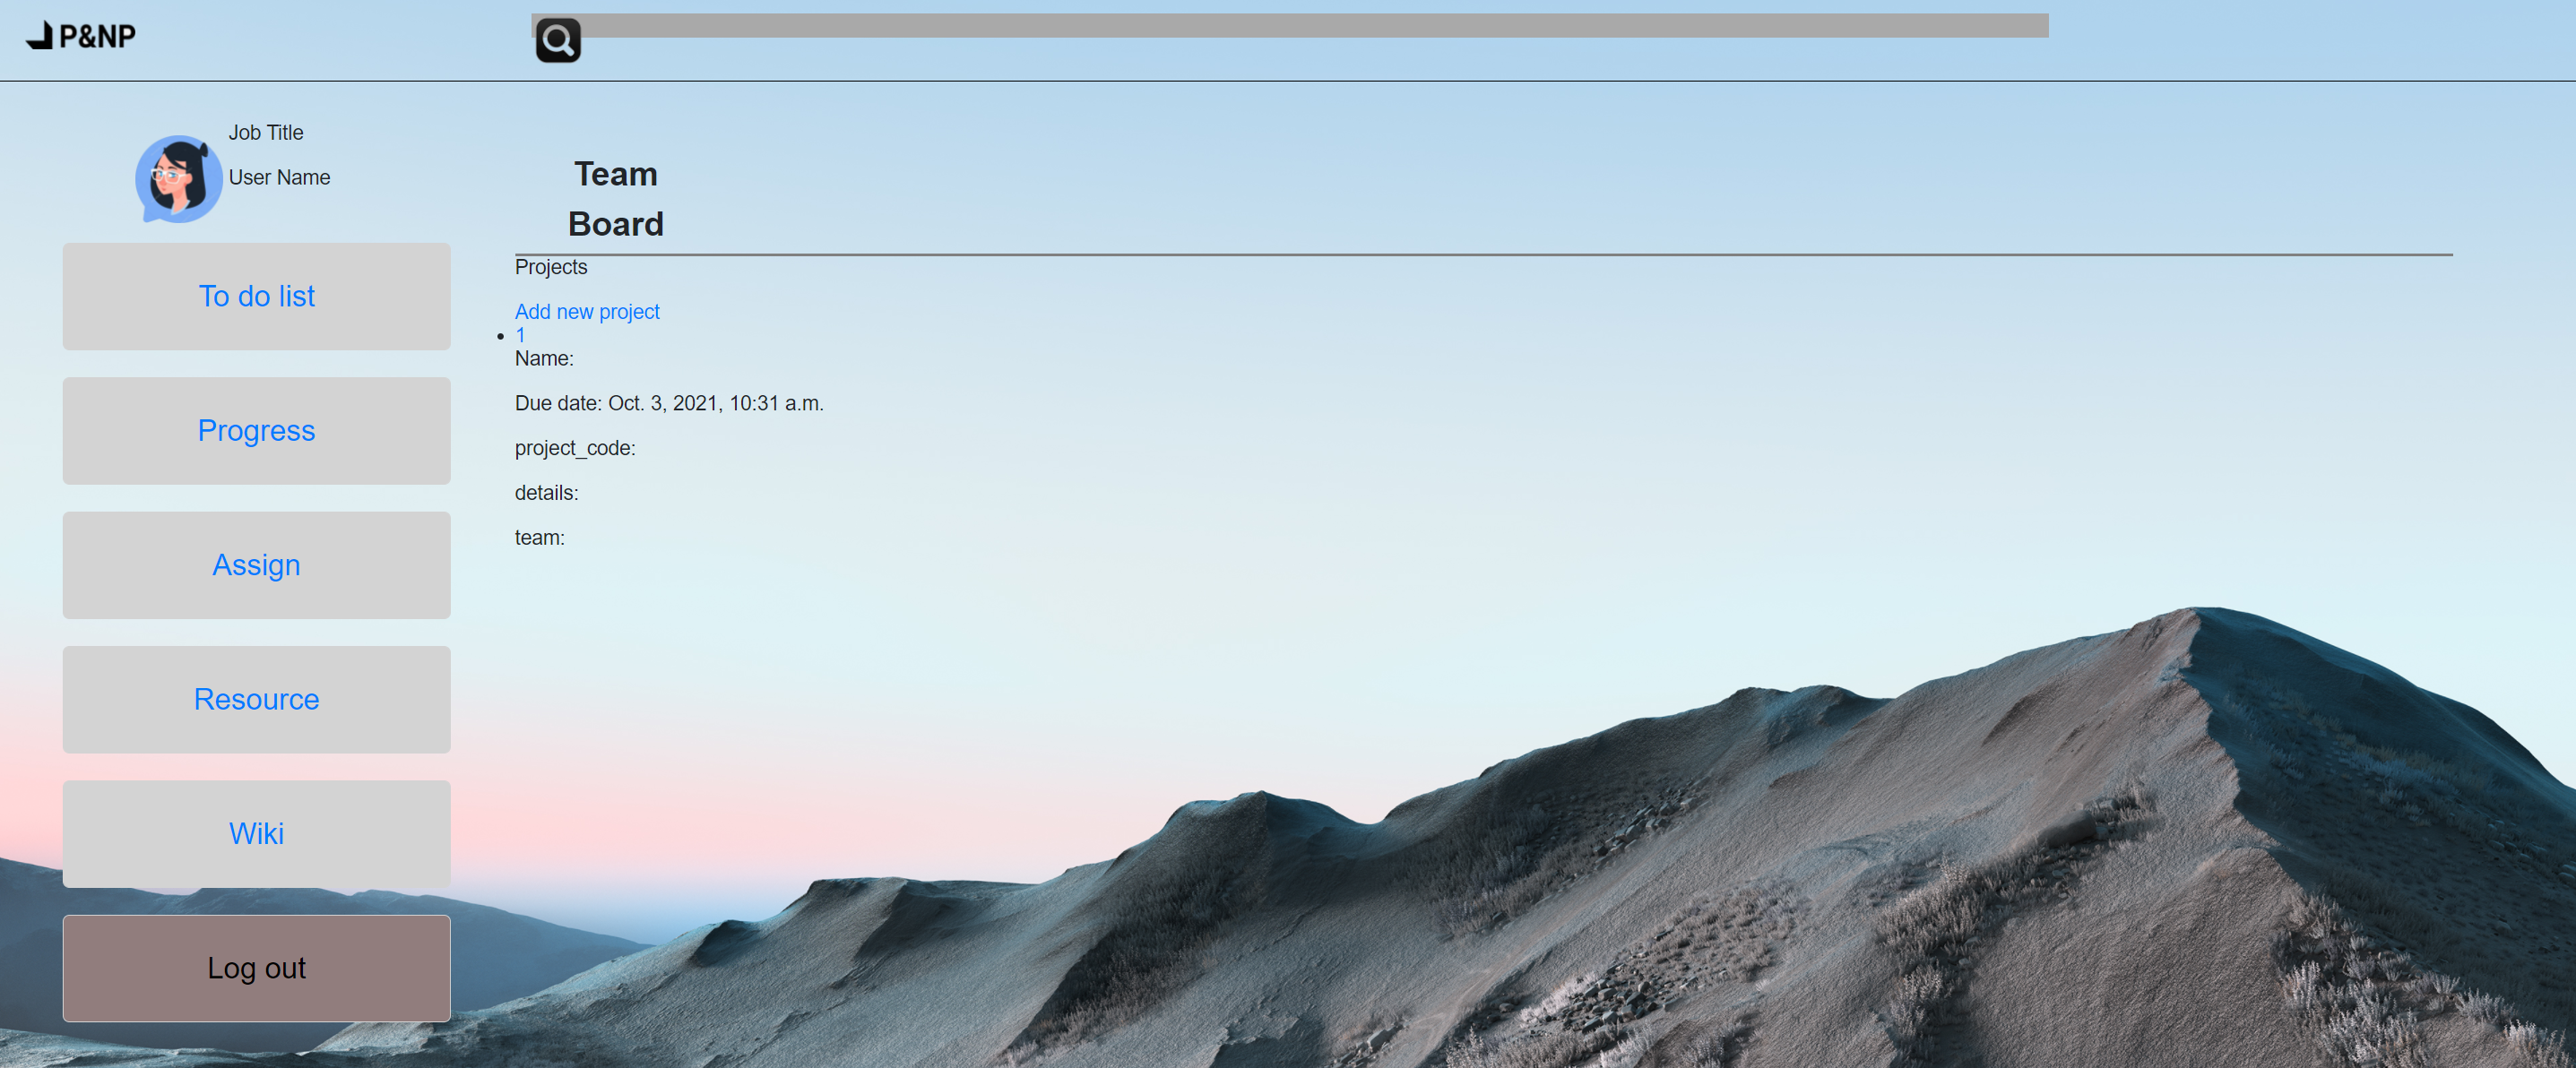 P&NP
Job Title
User Name
To do list
Progress
Assign
Resource
Wiki
Log out
Team
Board
Projects
Add new project
1
Name:
Due date: Oct. 3, 2021, 10:31 a.m.
project_code:
details:
team: